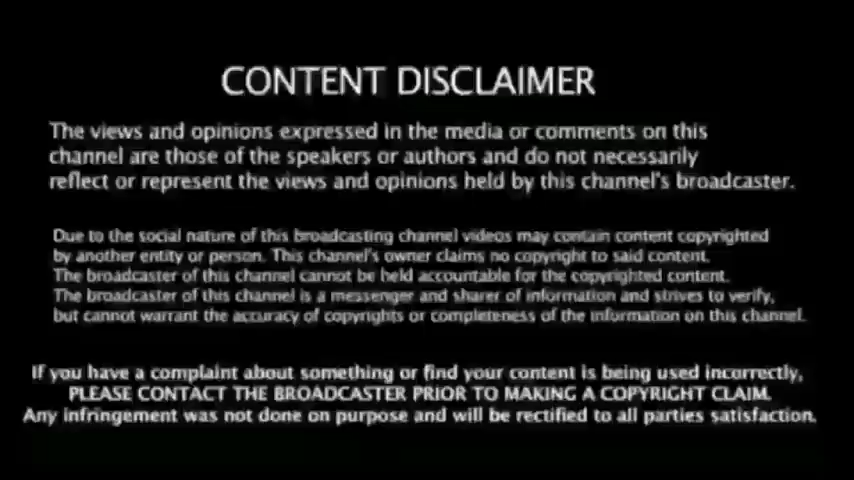 CONTENT DISCLAIMER
The views and opinions expressed in the media or comments on this
channel are those of the speakers or authors and do not necessarily
reflect or represent the views and opinions held by this channel's broadcaster.
Due to the social nature of this broadcasting channel videos may contain content copyrighted
by another entity or person. This channel's owner claims no copyright to said content.
The broadcaster of this channel cannot be held accountable for the copyrighted content.
The broadcaster of this channel is a messenger and sharer of information and strives to verify,
but cannot warrant the accuracy of copyrights or completeness of the information on this channel.
If you have a complaint about something or find your content is being used incorrectly,
PLEASE CONTACT THE BROADCASTER PRIOR TO MAKING A COPYRIGHT CLAIM.
Any infringement was not done on purpose and will be rectified to all parties satisfaction.